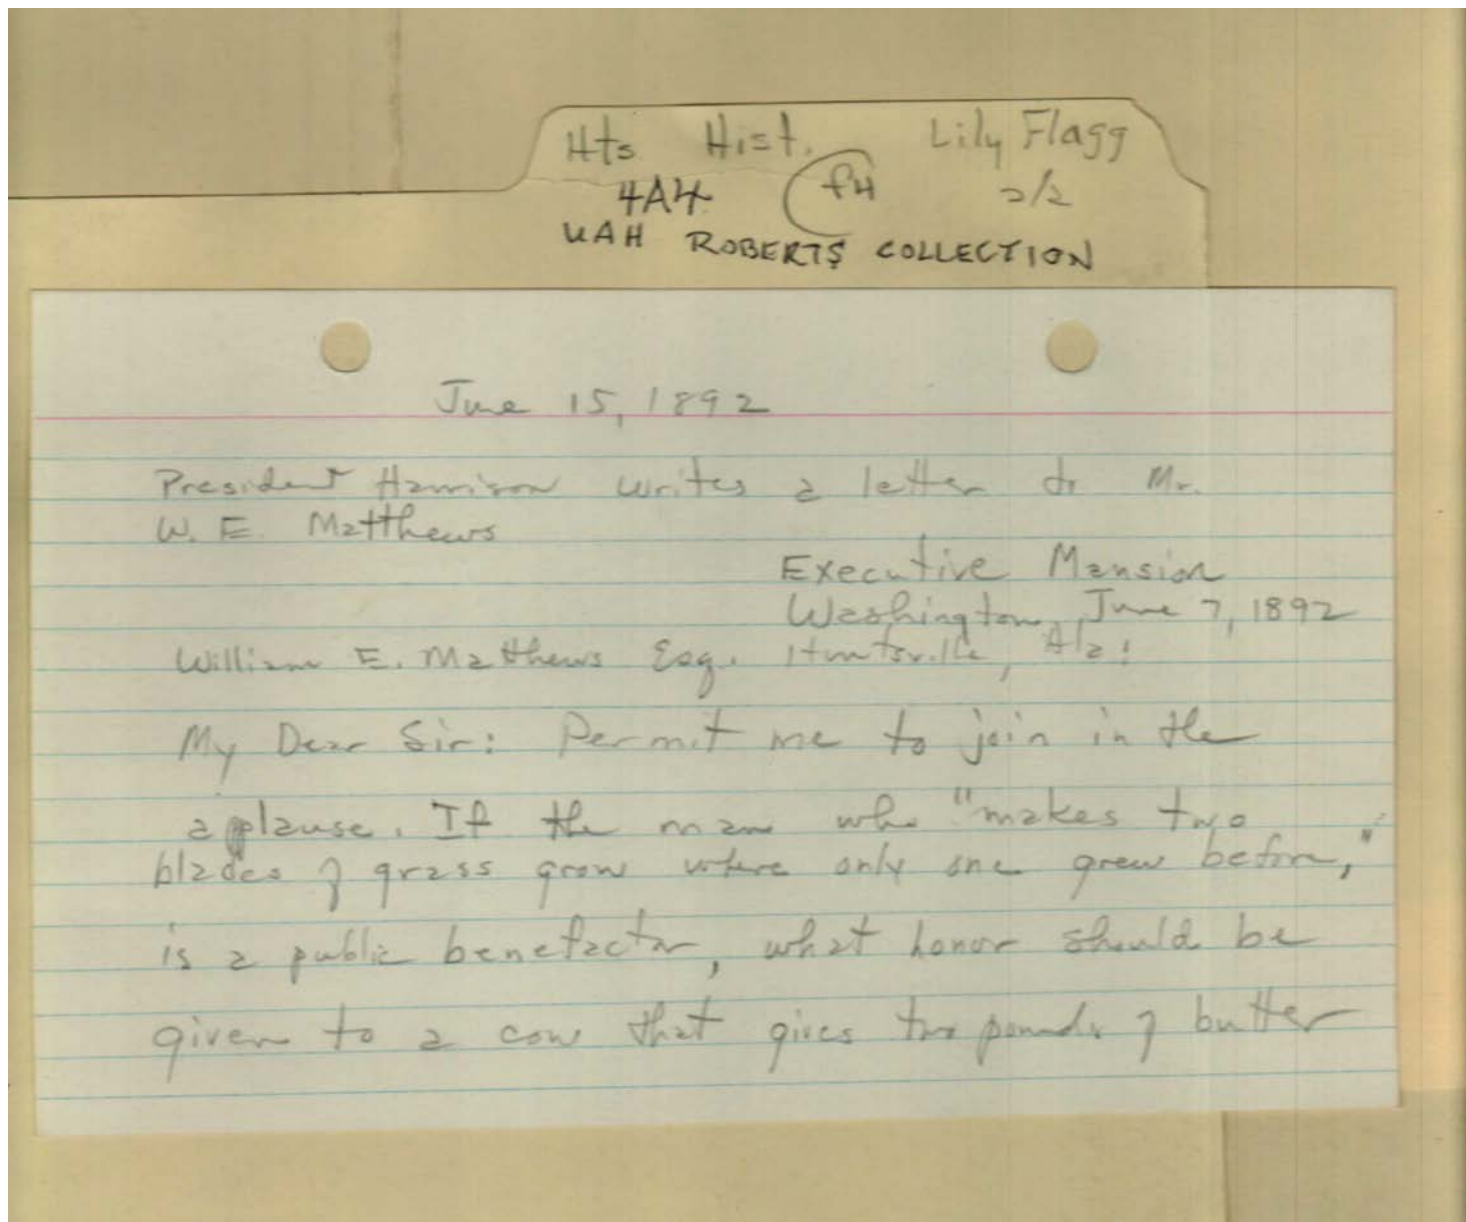 Hts Hist. Lily Flagg
4A4 f4 2/2
UAH ROBERTS COLLECTION
June 15, 1892
President Harrison writes a letter to Mr.
W. E. Matthews
Executive Mansion
Washington, June 7, 1892
William E. Matthews Esq. Huntsville, Ala:
My Dear Sir: Permit me to join in the
applause. If the man who "makes two
blades of grass grow where only one grew before,"
is a public benefactor, what honor should be
given to a cow that gives two pounds of butter